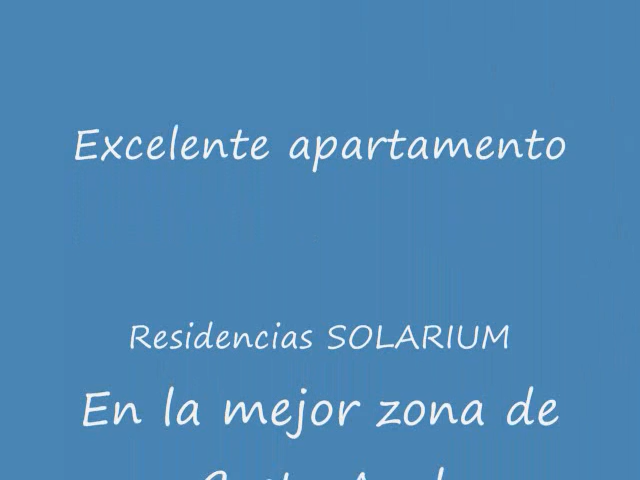 Excelente apartamento
Residencias SOLARIUM
En la mejor zona de